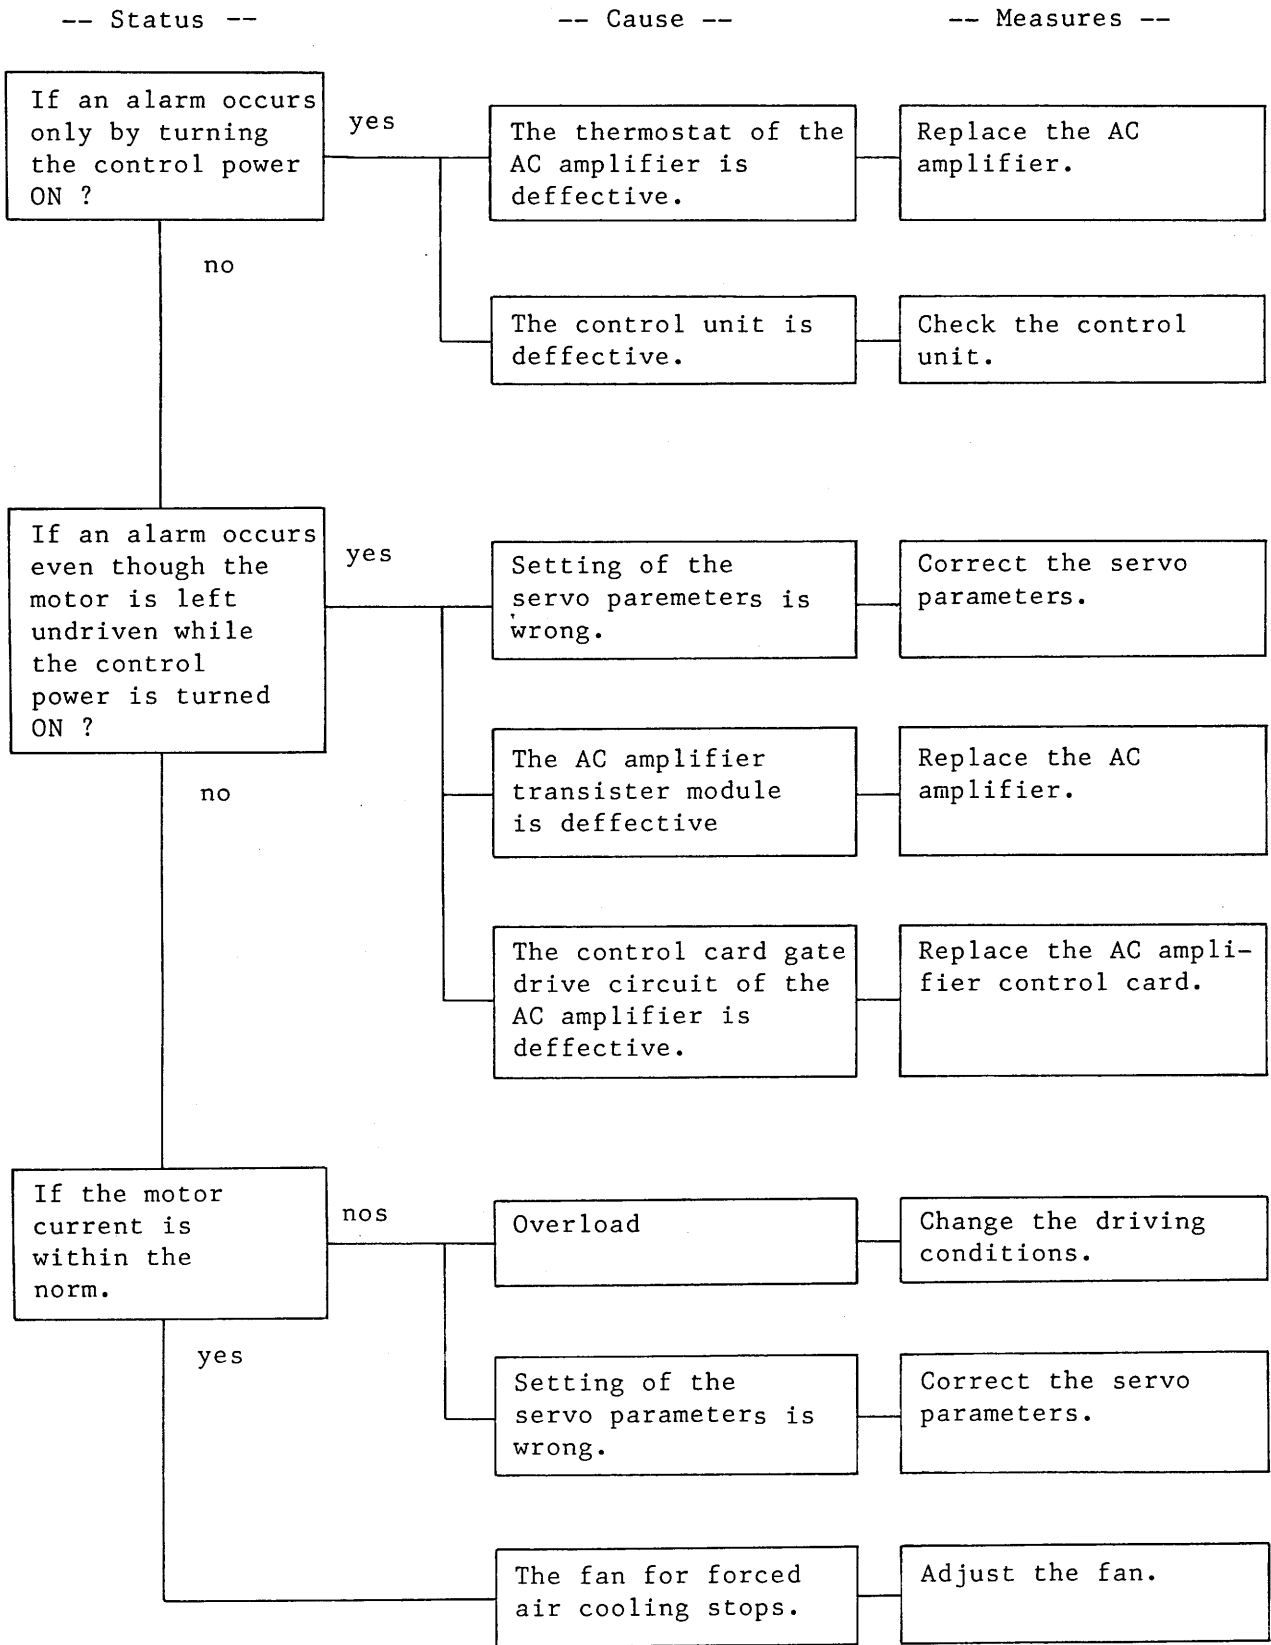 -- Status --
-- Cause --
-- Measures --
If an alarm occurs
only by turning
the control power
ON ?
yes
The thermostat of the
AC amplifier is
deffective.
Replace the AC
amplifier.
no
The control unit is
deffective.
Check the control
unit.
If an alarm occurs
even though the
motor is left
undriven while
the control
power is turned
ON ?
yes
Setting of the
servo paremeters is
wrong.
Correct the servo
parameters.
no
The AC amplifier
transister module
is deffective
Replace the AC
amplifier.
The control card gate
drive circuit of the
AC amplifier is
deffective.
Replace the AC ampli-
fier control card.
If the motor
current is
within the
norm.
nos
Overload
Change the driving
conditions.
yes
Setting of the
servo parameters is
wrong.
Correct the servo
parameters.
The fan for forced
air cooling stops.
Adjust the fan.